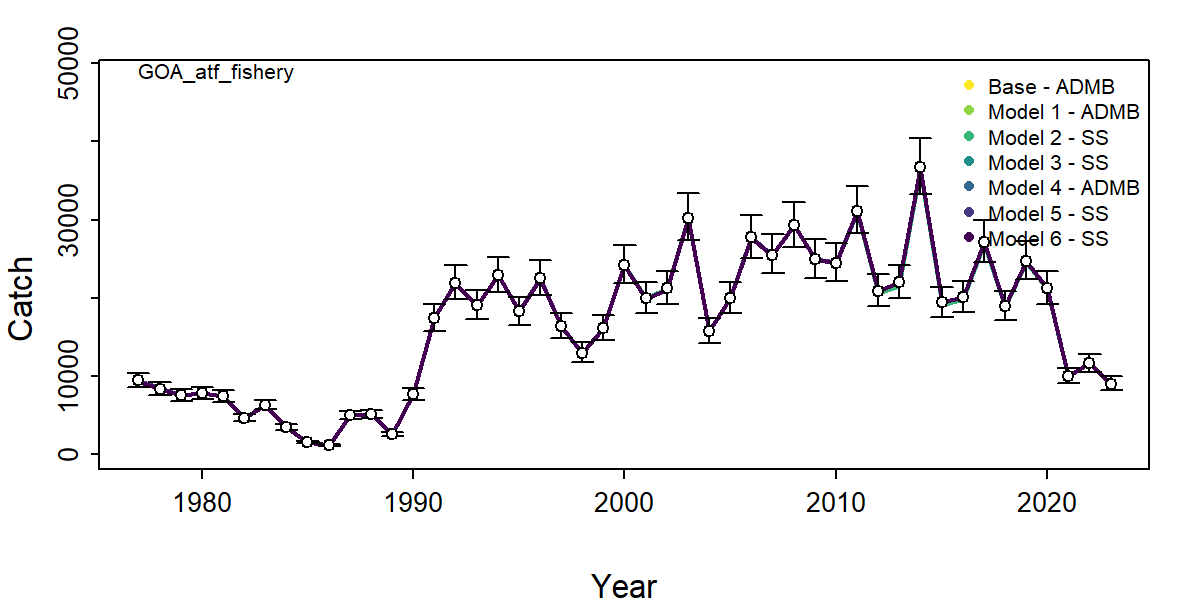 GOA_atf_fishery
Base - ADMB
Model 1 - ADMB
Model 2 - SS
Model 3 - SS
Model 4 - ADMB
Model 5 - SS
Model 6 - SS
Catch
50000
30000
10000
0
1980
1990
2000
2010
2020
Year